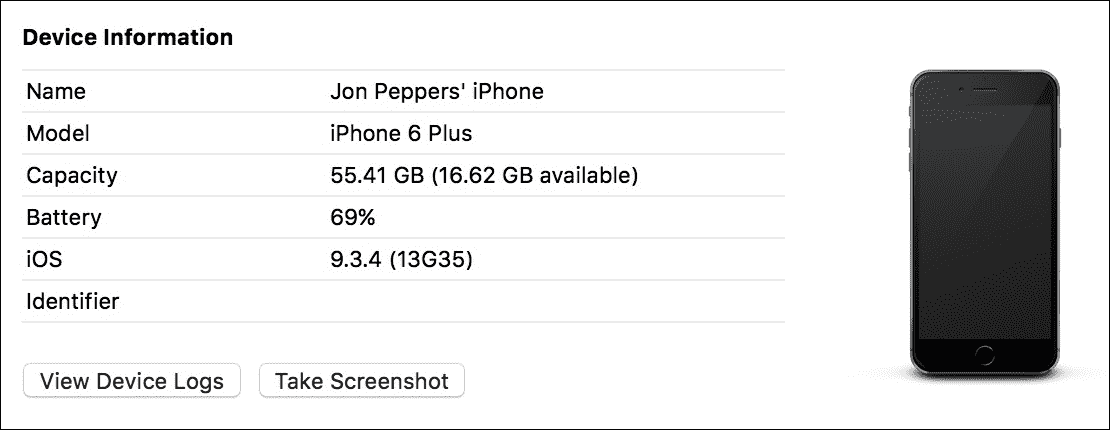 Device Information
Name Jon Peppers' iPhone
Model iPhone 6 Plus
Capacity 55.41 GB (16.62 GB available)
Battery 69%
iOS 9.3.4 (13G35)
Identifier
View Device Logs Take Screenshot